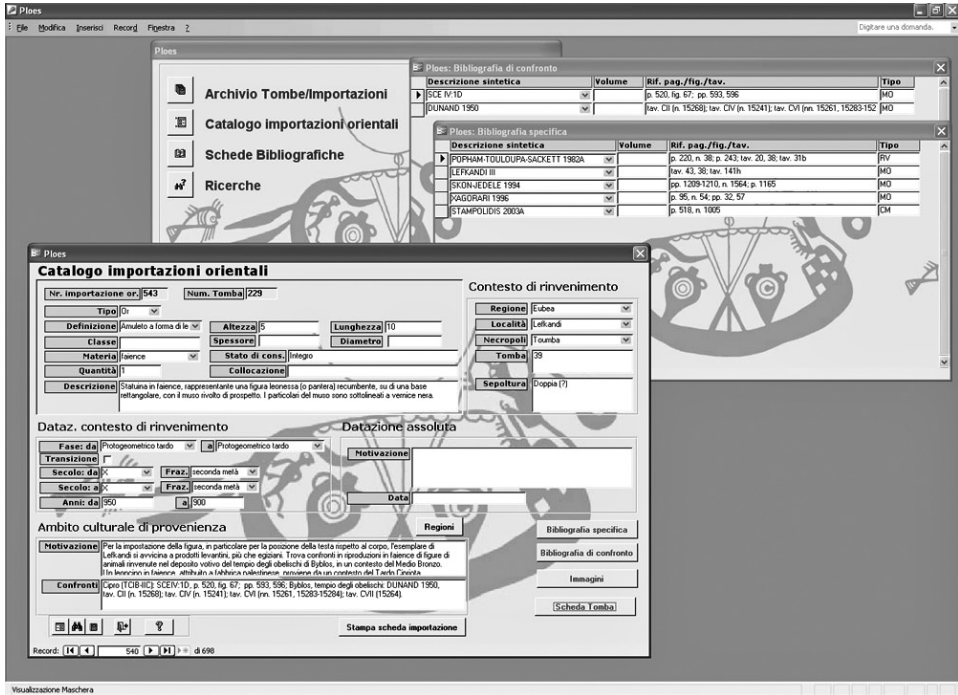 Ploes
File Modifica Inserisci Record Finestra ?
Digitare una domanda.
Ploes
Archivio Tombe/Importazioni
Catalogo importazioni orientali
Schede Bibliografiche
Ricerche
Ploes: Bibliografia di confronto
Descrizione sintetica Volume Rif. pag./fig./tav. Tipo
SCE IV:1D p. 520, fig. 67; pp. 593, 596 MO
DUNAND 1950 tav. CII (n. 15268); tav. CIV (n. 15241); tav. CVI (nn. 15261, 15283-152 MO
Ploes: Bibliografia specifica
Descrizione sintetica Volume Rif. pag./fig./tav. Tipo
POPHAM-TOULOUPA-SACKETT 1982A p. 220, n. 38; p. 243; tav. 20, 38; tav. 31b RV
LEFKANDI III tav. 43, 38; tav. 141h MO
SKON-JEDELE 1994 pp. 1209-1210, n. 1564; p. 1165 MO
XAGORARI 1996 p. 95, n. 54; pp. 32, 57 MO
STAMPOLIDIS 2003A p. 518, n. 1005 CM
Ploes
Catalogo importazioni orientali
Nr. importazione or. 543 Num. Tomba 229
Tipo Or
Definizione Amuleto a forma di le Altezza 5 Lunghezza 10
Classe Spessore Diametro
Materia faience Stato di cons. Integro
Quantità 1 Collocazione
Descrizione Statuina in faience, rappresentante una figura leonessa (o pantera) recumbente, su di una base
rettangolare, con il muso rivolto di prospetto. I particolari del muso sono sottolineati a vernice nera.
Contesto di rinvenimento
Regione Eubea
Località Lefkandi
Necropoli Toumba
Tomba 39
Sepoltura Doppia (?)
Dataz. contesto di rinvenimento
Fase: da Protogeometrico tardo a Protogeometrico tardo
Transizione
Secolo: da X Fraz. seconda metà
Secolo: a X Fraz. seconda metà
Anni: da 950 a 900
Datazione assoluta
Motivazione
Data
Ambito culturale di provenienza
Regioni
Motivazione Per la impostazione della figura, in particolare per la posizione della testa rispetto al corpo, l'esemplare di
Lefkandi si avvicina a prodotti levantini, più che egiziani. Trova confronti in riproduzioni in faience di figure di
animali rinvenute nel deposito votivo del tempio degli obelischi di Byblos, in un contesto del Medio Bronzo.
Un leoncino in faience, attribuito a fabbrica palestinese, proviene da un contesto del Tardo Cipriota
Confronti Cipro (TCIB-IIC): SCEIV:1D, p. 520, fig. 67; pp. 593, 596; Byblos, tempio degli obelischi: DUNAND 1950,
tav. CII (n. 15268); tav. CIV (n. 15241); tav. CVI (nn. 15261, 15283-15284); tav. CVII (15264).
Bibliografia specifica
Bibliografia di confronto
Immagini
Scheda Tomba
Stampa scheda importazione
Record: 540 di 698
Visualizzazione Maschera